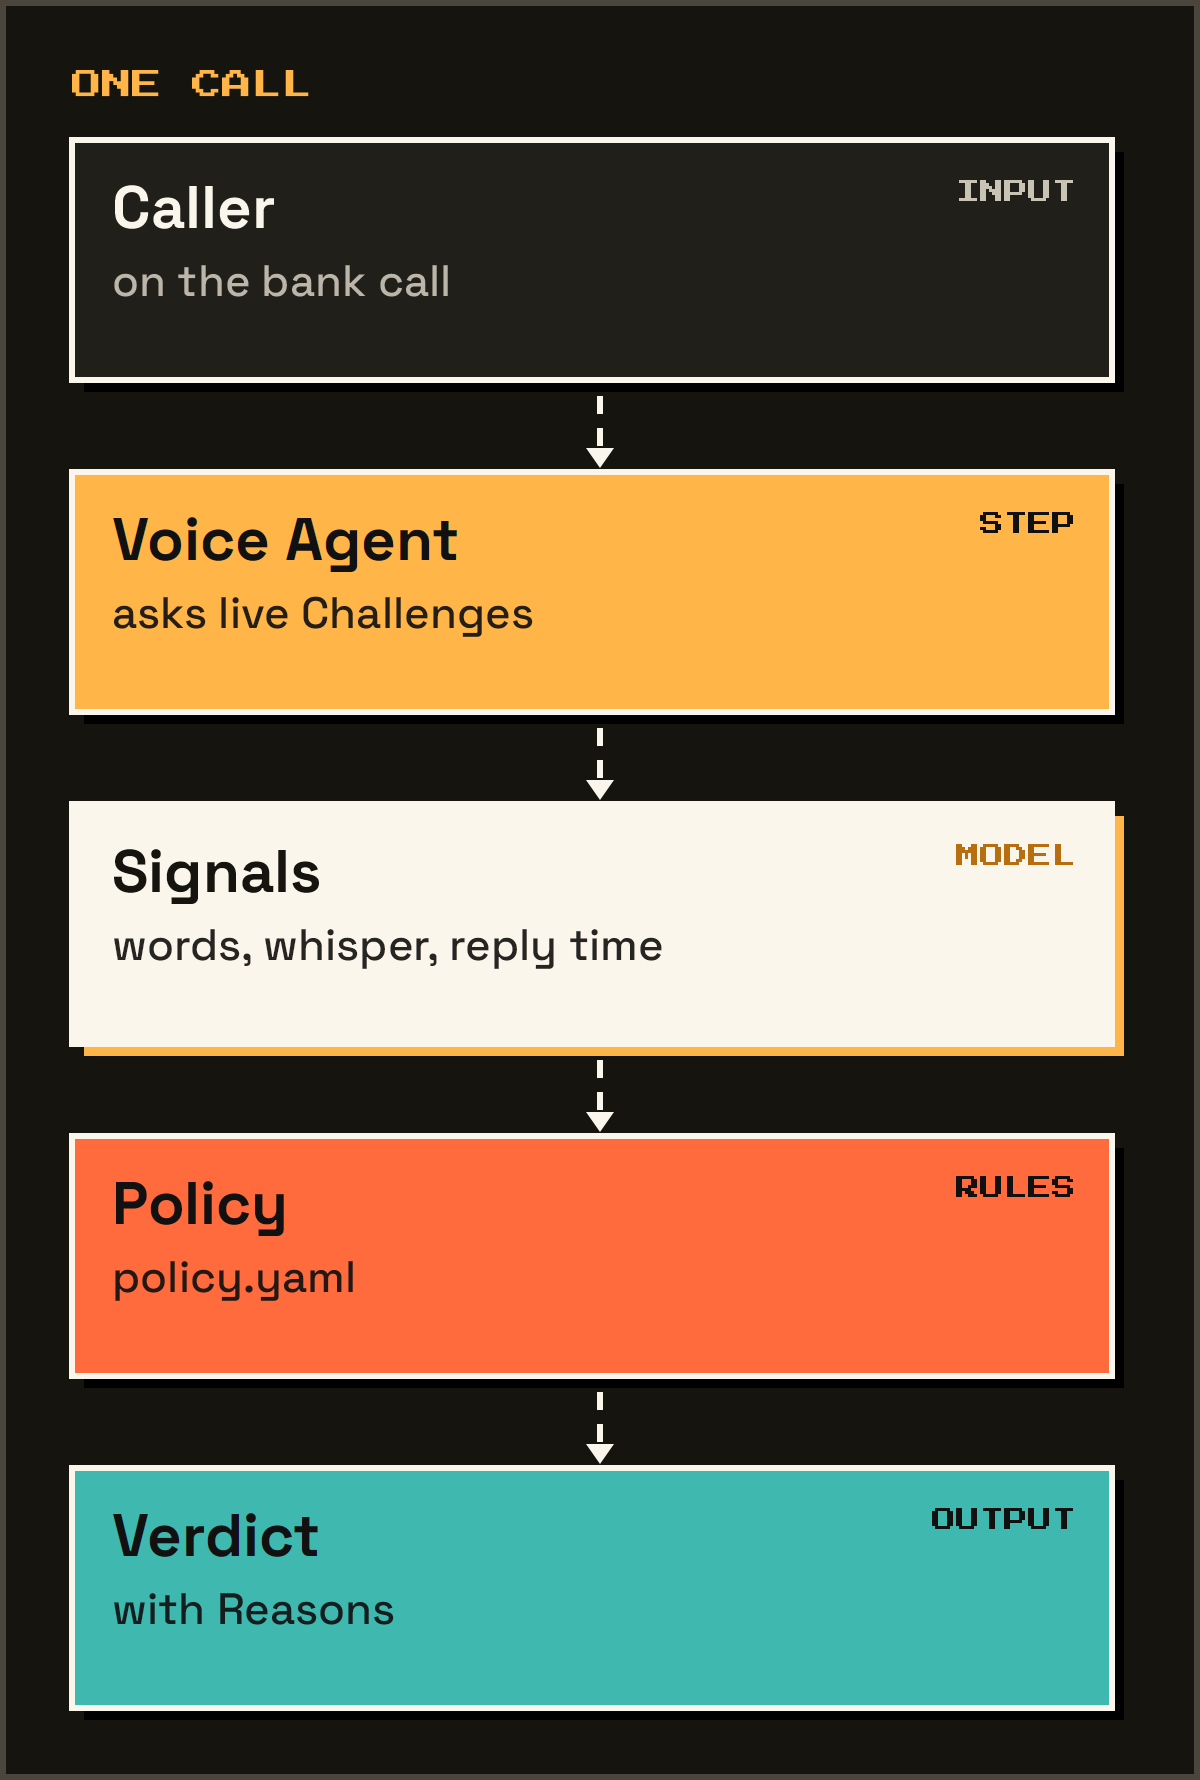 ONE CALL
Caller
INPUT
on the bank call
Voice Agent
STEP
asks live Challenges
Signals
MODEL
words, whisper, reply time
Policy
RULES
policy.yaml
Verdict
OUTPUT
with Reasons